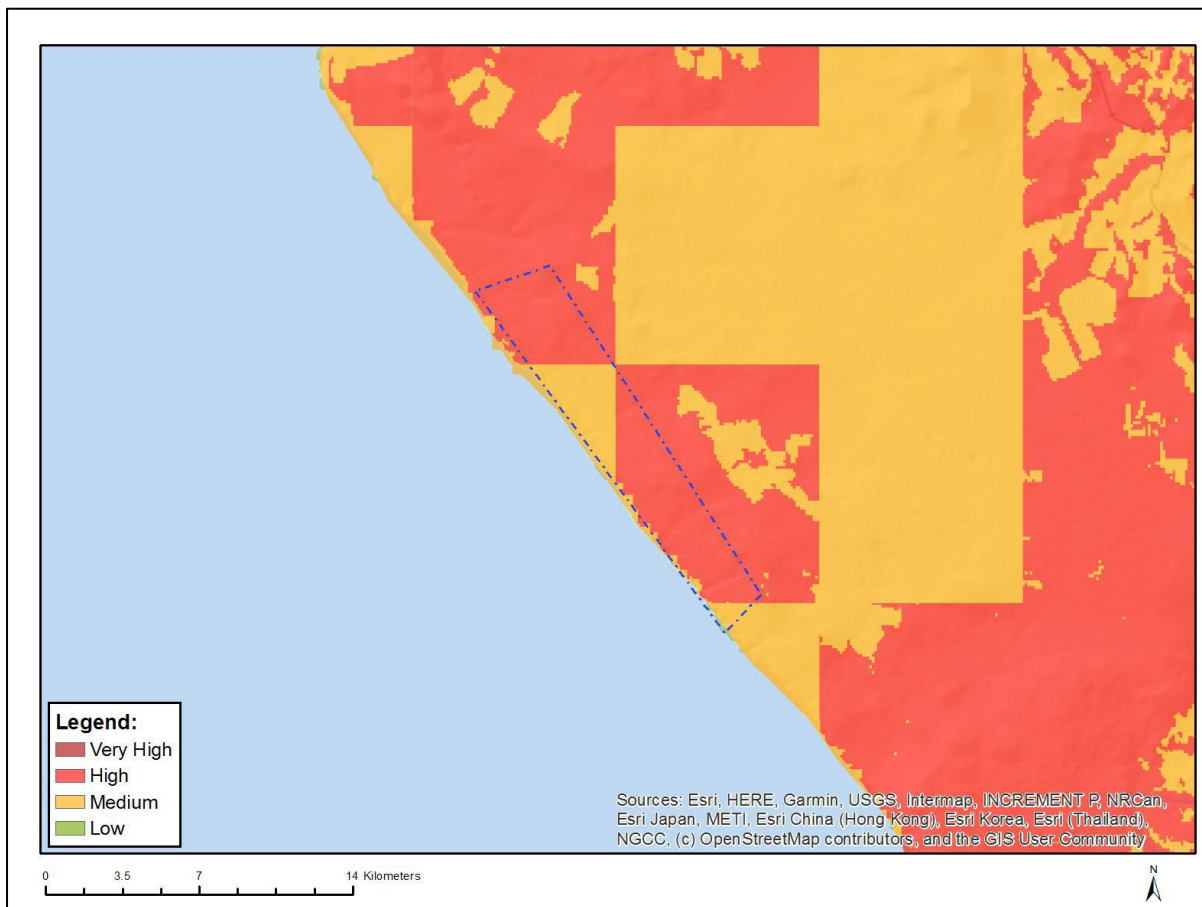 Legend:
Very High
High
Medium
Low
Sources: Esri, HERE, Garmin, USGS, Intermap, INCREMENT P, NRCan,
Esri Japan, METI, Esri China (Hong Kong), Esri Korea, Esri (Thailand),
NGCC, (c) OpenStreetMap contributors, and the GIS User Community
0 3.5 7 14 Kilometers
N